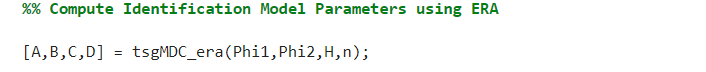 %% Compute Identification Model Parameters using ERA
[A,B,C,D] = tsgMDC_era(Phi1,Phi2,H,n);